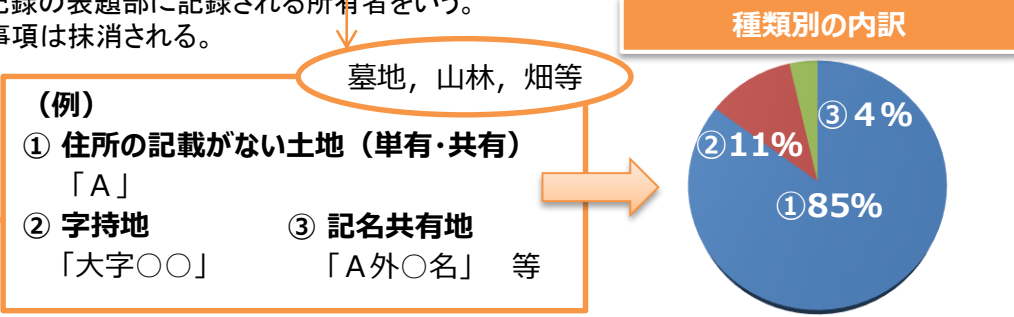 記録の表題部に記録される所有者をいう。
事項は抹消される。
種類別の内訳
墓地，山林，畑等
（例）
① 住所の記載がない土地（単有・共有）
「Ａ」
② 字持地　③ 記名共有地
「大字○○」　「Ａ外○名」　等
③４%
②11%
①85%